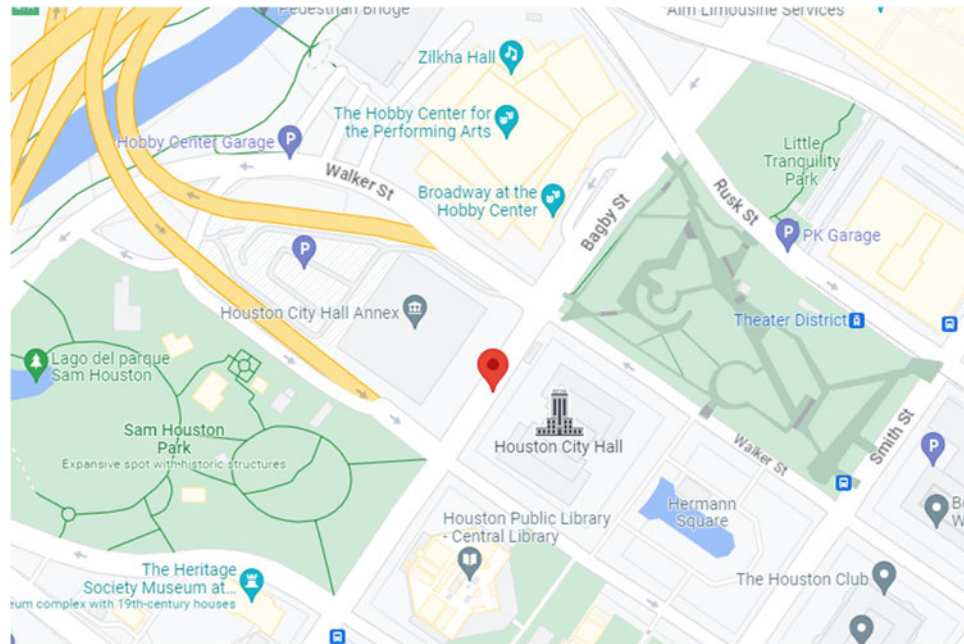 Pedestrian Bridge
Aim Limousine Services
Zilkha Hall
The Hobby Center for
the Performing Arts
Hobby Center Garage
P
Walker St
Broadway at the
Hobby Center
Bagby St
Little
Tranquility
Park
Rusk St
P
PK Garage
P
Houston City Hall Annex
Theater District
Lago del parque
Sam Houston
Sam Houston
Park
Expansive spot with historic structures
Houston City Hall
Walker St
Smith St
P
Hermann
Square
Houston Public Library
- Central Library
The Heritage
Society Museum at...
eum complex with 19th-century houses
The Houston Club